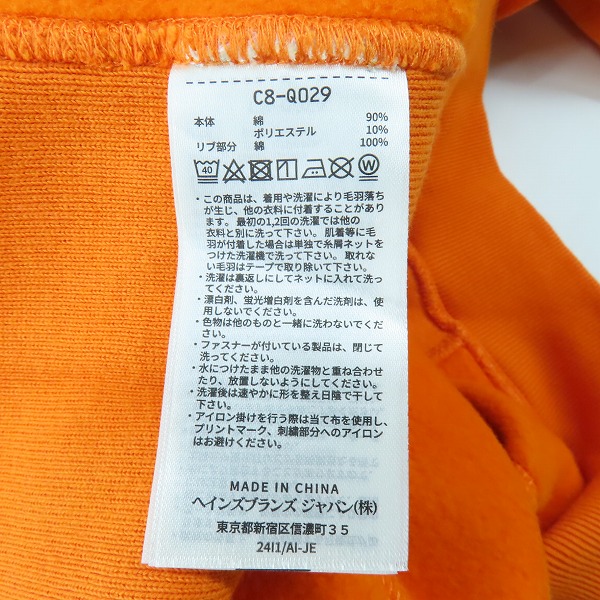 C8-Q029
本体 綿 90%
ポリエステル 10%
リブ部分 綿 100%
40 W
・この商品は、着用や洗濯により毛羽落ち
が生じ、他の衣料に付着することがあり
ます。最初の1,2回の洗濯では他の
衣料と別に洗って下さい。肌着等に毛
羽が付着した場合は単独で糸屑ネットを
つけた洗濯機で洗って下さい。取れな
い毛羽はテープで取り除いて下さい。
・洗濯は裏返しにしてネットに入れて洗っ
てください。
・漂白剤、蛍光増白剤を含んだ洗剤は、使
用しないでください。
・色物は他のものと一緒に洗わないでくだ
さい。
・ファスナーが付いている製品は、閉じて
洗ってください。
・水につけたまま他の洗濯物と重ね合わせ
たり、放置しないようにしてください。
・洗濯後は速やかに形を整え日陰で干して
下さい。
・アイロン掛けを行う際は当て布を使用し、
プリントマーク、刺繍部分へのアイロン
はお避けください。
MADE IN CHINA
ヘインズブランズ ジャパン(株)
東京都新宿区信濃町35
24I1/AI-JE